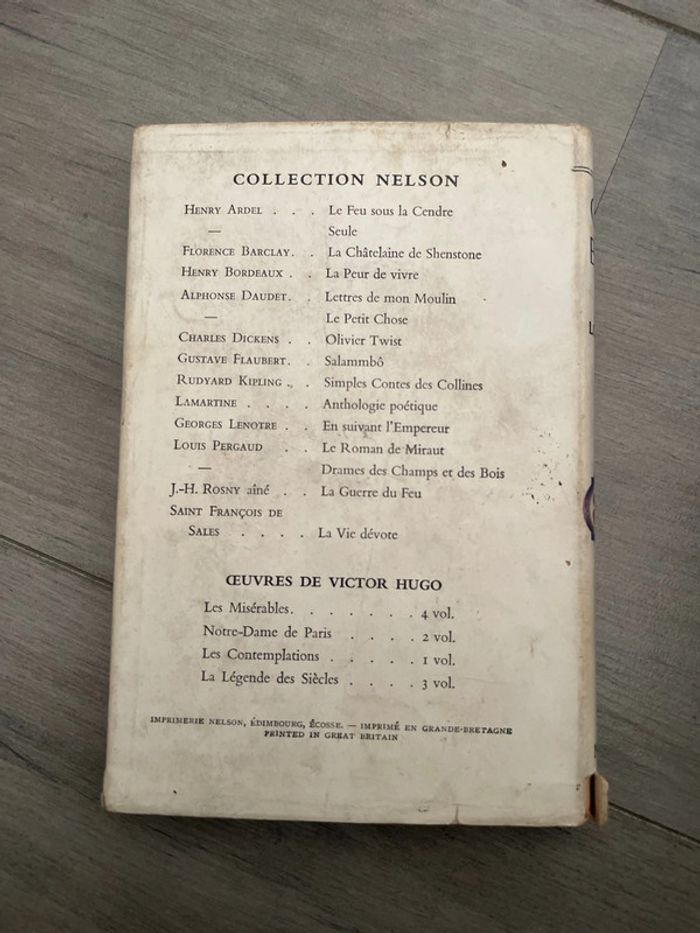 COLLECTION NELSON
HENRY ARDEL . . . Le Feu sous la Cendre
— Seule
FLORENCE BARCLAY. . La Châtelaine de Shenstone
HENRY BORDEAUX . . La Peur de vivre
ALPHONSE DAUDET. . Lettres de mon Moulin
— Le Petit Chose
CHARLES DICKENS . . Olivier Twist
GUSTAVE FLAUBERT. . Salammbô
RUDYARD KIPLING . . Simples Contes des Collines
LAMARTINE . . . . Anthologie poétique
GEORGES LENOTRE . . En suivant l'Empereur
LOUIS PERGAUD . . Le Roman de Miraut
— Drames des Champs et des Bois
J.-H. ROSNY aîné . . La Guerre du Feu
SAINT FRANÇOIS DE
SALES . . . . La Vie dévote
ŒUVRES DE VICTOR HUGO
Les Misérables. . . . . . . 4 vol.
Notre-Dame de Paris . . . . 2 vol.
Les Contemplations . . . . . 1 vol.
La Légende des Siècles . . . . 3 vol.
IMPRIMERIE NELSON, ÉDIMBOURG, ÉCOSSE. — IMPRIMÉ EN GRANDE-BRETAGNE
PRINTED IN GREAT BRITAIN